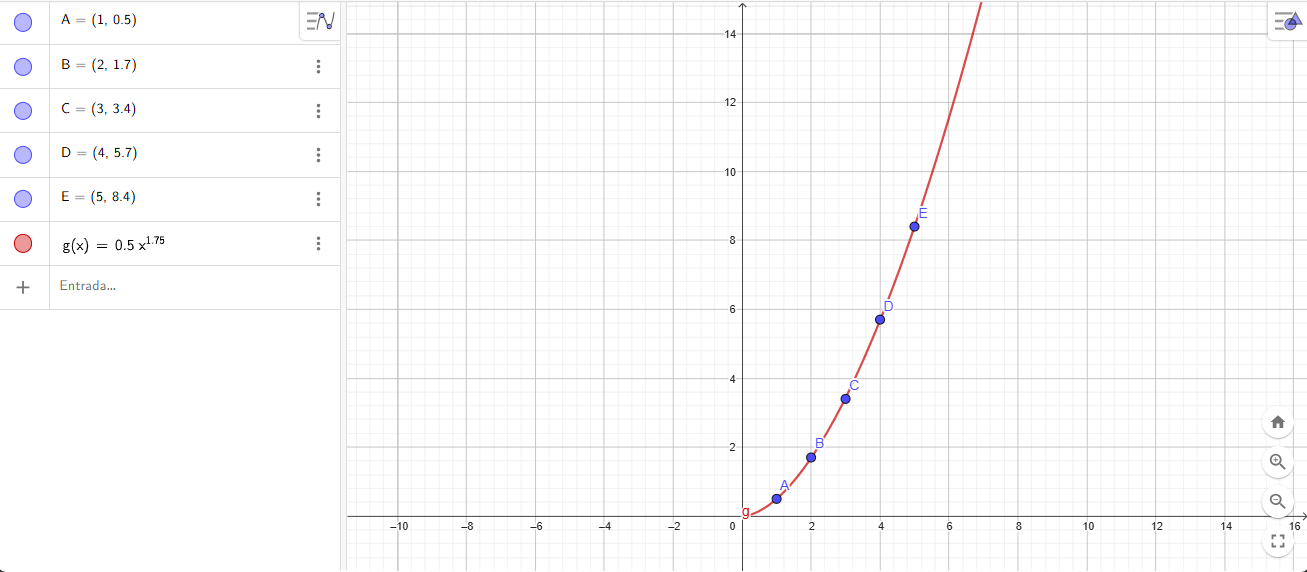 A = (1, 0.5)
B = (2, 1.7)
C = (3, 3.4)
D = (4, 5.7)
E = (5, 8.4)
g(x) = 0.5 x^1.75
+ Entrada...
14
12
10
8
6
4
2
–10 –8 –6 –4 –2 0 2 4 6 8 10 12 14 16
E
D
C
B
A
g